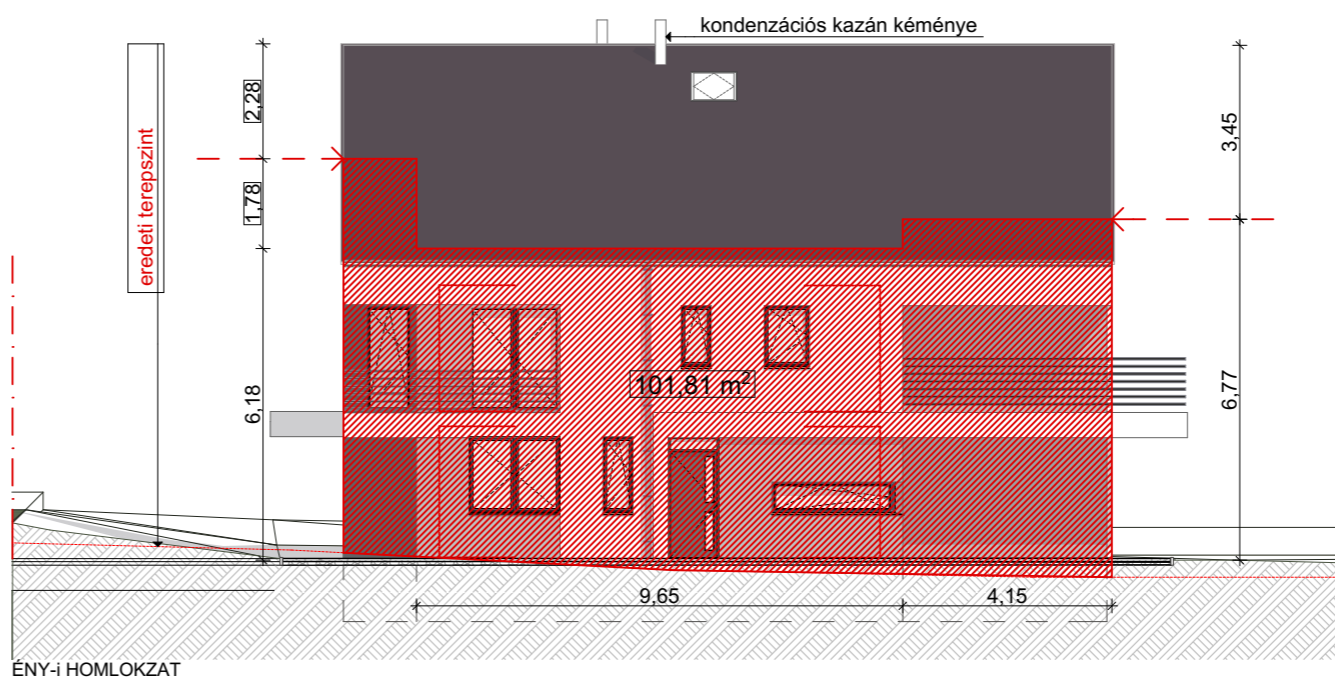 kondenzációs kazán kéménye
2,28
3,45
eredeti terepszint
1,78
101,81 m²
6,18
6,77
9,65
4,15
ÉNY-i HOMLOKZAT